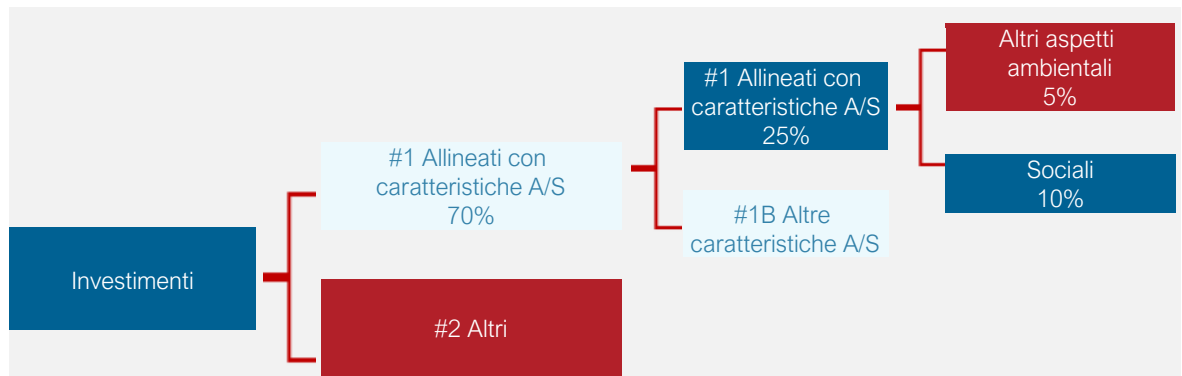 Investimenti
#1 Allineati con
caratteristiche A/S
70%
#2 Altri
#1 Allineati con
caratteristiche A/S
25%
#1B Altre
caratteristiche A/S
Altri aspetti
ambientali
5%
Sociali
10%